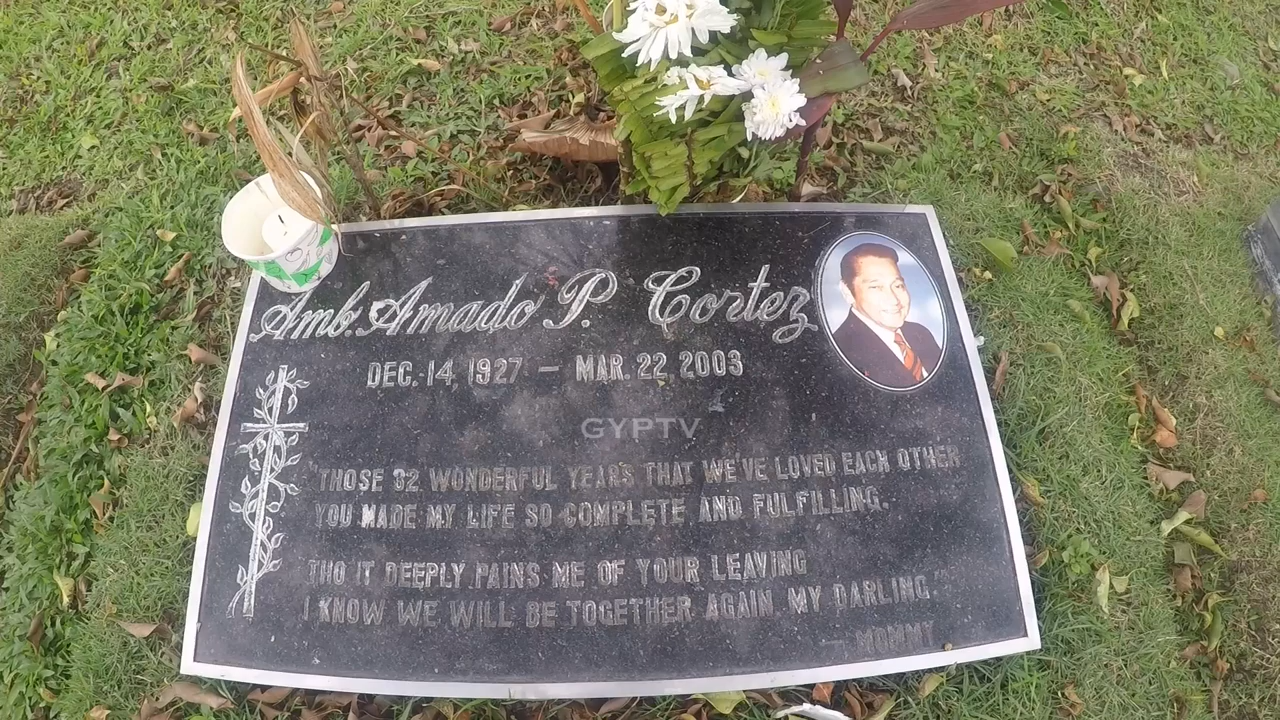 Amb. Amado P. Cortez
DEC. 14, 1927 — MAR. 22, 2003
GYPTV
"THOSE 32 WONDERFUL YEARS THAT WE'VE LOVED EACH OTHER
YOU MADE MY LIFE SO COMPLETE AND FULFILLING.
THO IT DEEPLY PAINS ME OF YOUR LEAVING
I KNOW WE WILL BE TOGETHER AGAIN MY DARLING"
— MOMMY